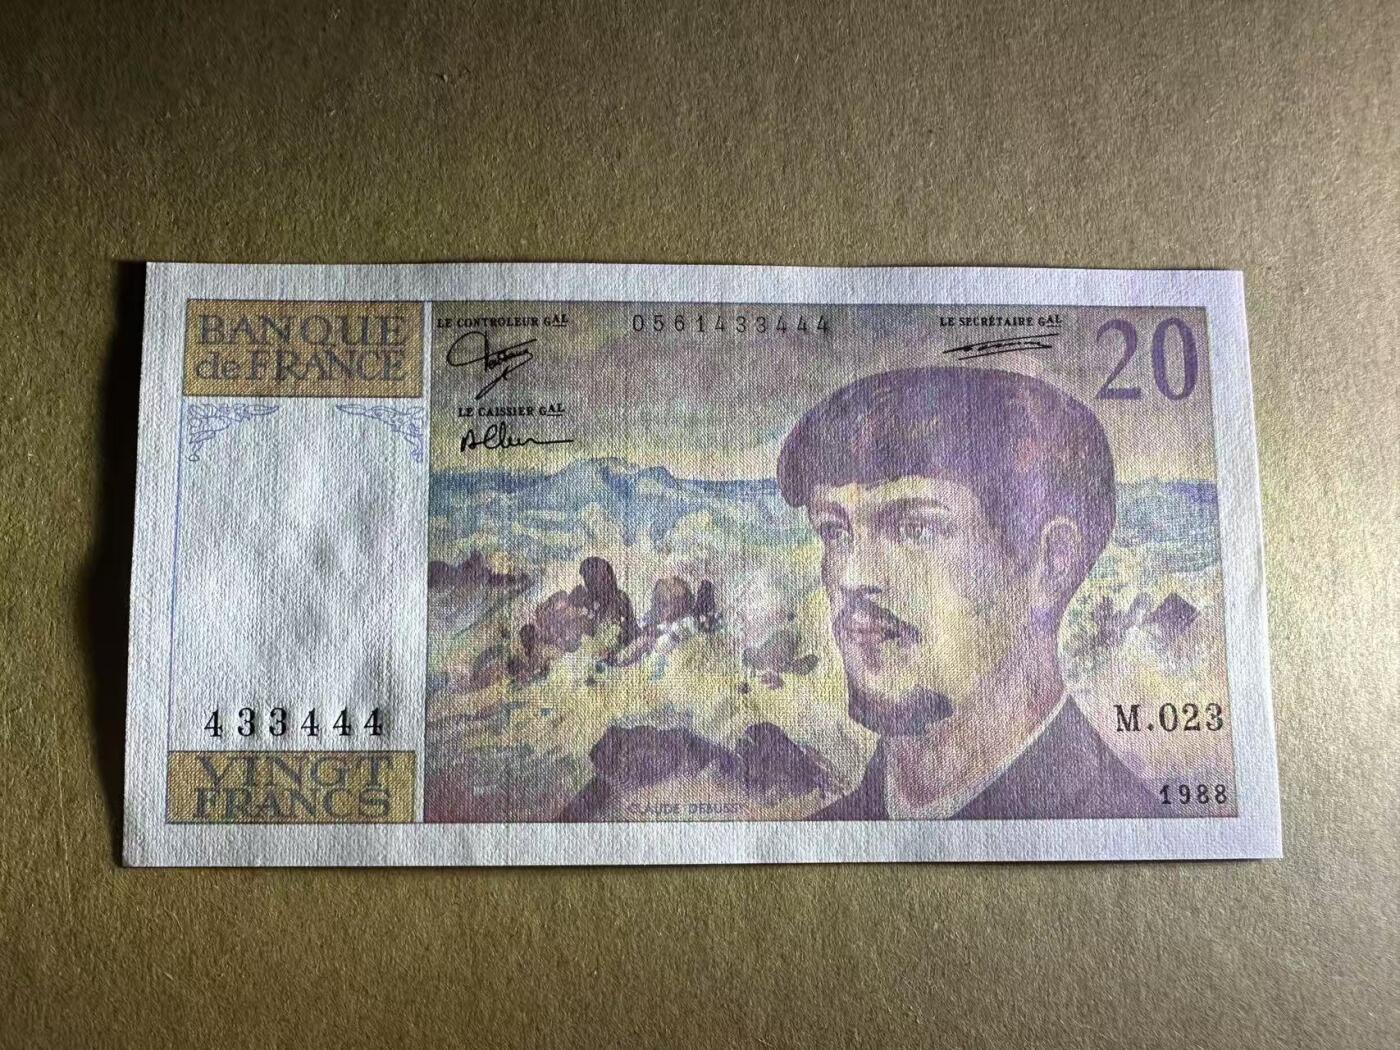 BANQUE
de FRANCE
LE CONTROLEUR GAL
0561433444
LE SECRÉTAIRE GAL
20
LE CAISSIER GAL
433444
M.023
VINGT
FRANCS
1988
CLAUDE DEBUSSY